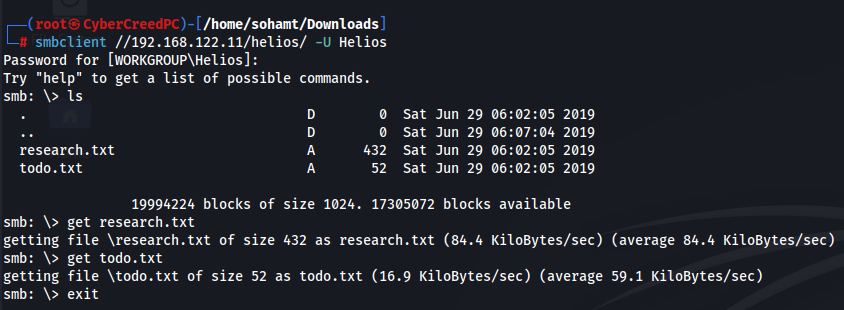 ┌──(root㉿CyberCreedPC)-[/home/sohamt/Downloads]
└─# smbclient //192.168.122.11/helios/ -U Helios
Password for [WORKGROUP\Helios]:
Try "help" to get a list of possible commands.
smb: \> ls
  .                                   D        0  Sat Jun 29 06:02:05 2019
  ..                                  D        0  Sat Jun 29 06:07:04 2019
  research.txt                        A      432  Sat Jun 29 06:02:05 2019
  todo.txt                            A       52  Sat Jun 29 06:02:05 2019
                19994224 blocks of size 1024. 17305072 blocks available
smb: \> get research.txt
getting file \research.txt of size 432 as research.txt (84.4 KiloBytes/sec) (average 84.4 KiloBytes/sec)
smb: \> get todo.txt
getting file \todo.txt of size 52 as todo.txt (16.9 KiloBytes/sec) (average 59.1 KiloBytes/sec)
smb: \> exit